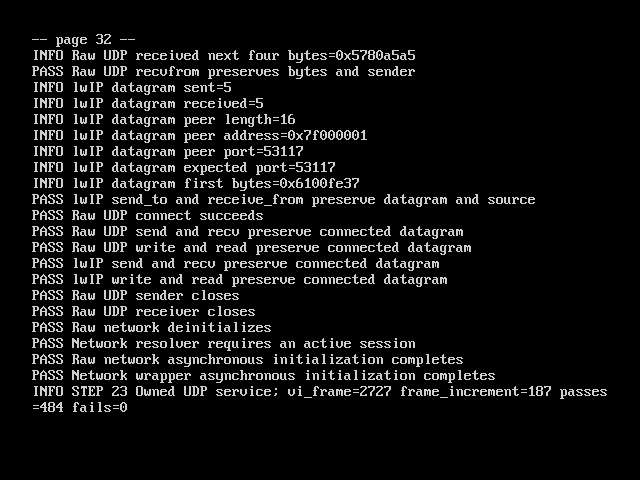 -- page 32 --
INFO Raw UDP received next four bytes=0x5780a5a5
PASS Raw UDP recvfrom preserves bytes and sender
INFO lwIP datagram sent=5
INFO lwIP datagram received=5
INFO lwIP datagram peer length=16
INFO lwIP datagram peer address=0x7f000001
INFO lwIP datagram peer port=53117
INFO lwIP datagram expected port=53117
INFO lwIP datagram first bytes=0x6100fe37
PASS lwIP send_to and receive_from preserve datagram and source
PASS Raw UDP connect succeeds
PASS Raw UDP send and recv preserve connected datagram
PASS Raw UDP write and read preserve connected datagram
PASS lwIP send and recv preserve connected datagram
PASS lwIP write and read preserve connected datagram
PASS Raw UDP sender closes
PASS Raw UDP receiver closes
PASS Raw network deinitializes
PASS Network resolver requires an active session
PASS Raw network asynchronous initialization completes
PASS Network wrapper asynchronous initialization completes
INFO STEP 23 Owned UDP service; vi_frame=2727 frame_increment=187 passes
=484 fails=0